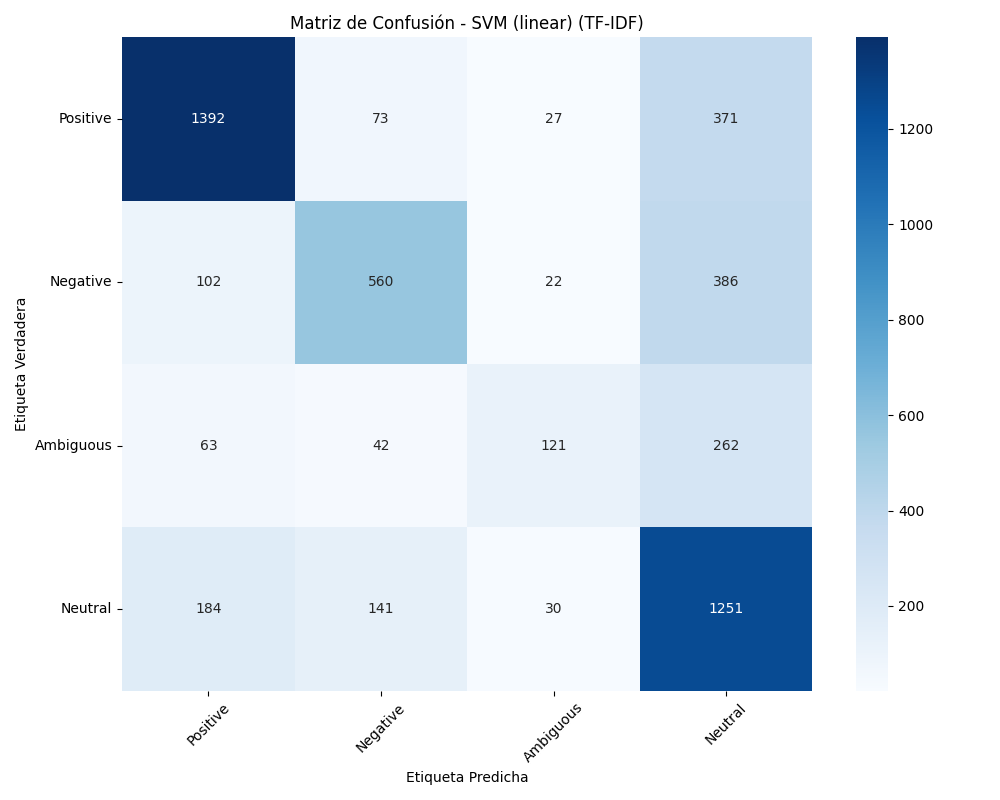 Matriz de Confusión - SVM (linear) (TF-IDF)
Positive 1392 73 27 371
Negative 102 560 22 386
Ambiguous 63 42 121 262
Neutral 184 141 30 1251
Etiqueta Verdadera
Positive Negative Ambiguous Neutral
Etiqueta Predicha
1200
1000
800
600
400
200